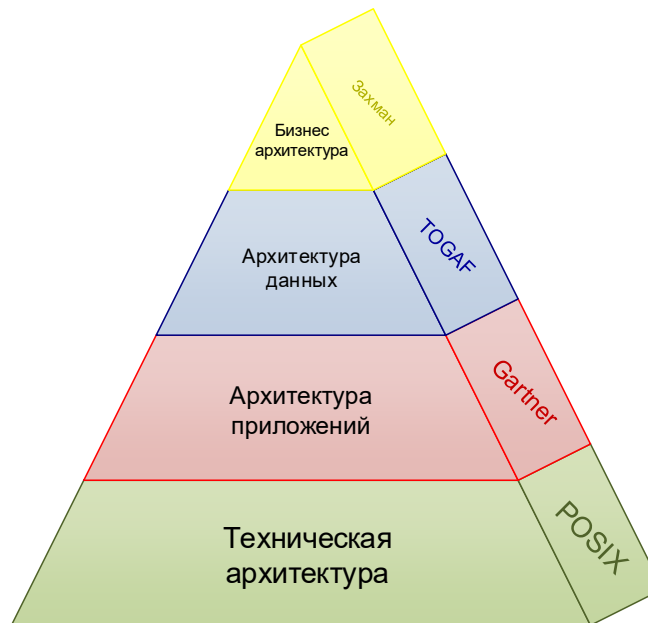 Захман
Бизнес
архитектура
TOGAF
Архитектура
данных
Gartner
Архитектура
приложений
POSIX
Техническая
архитектура